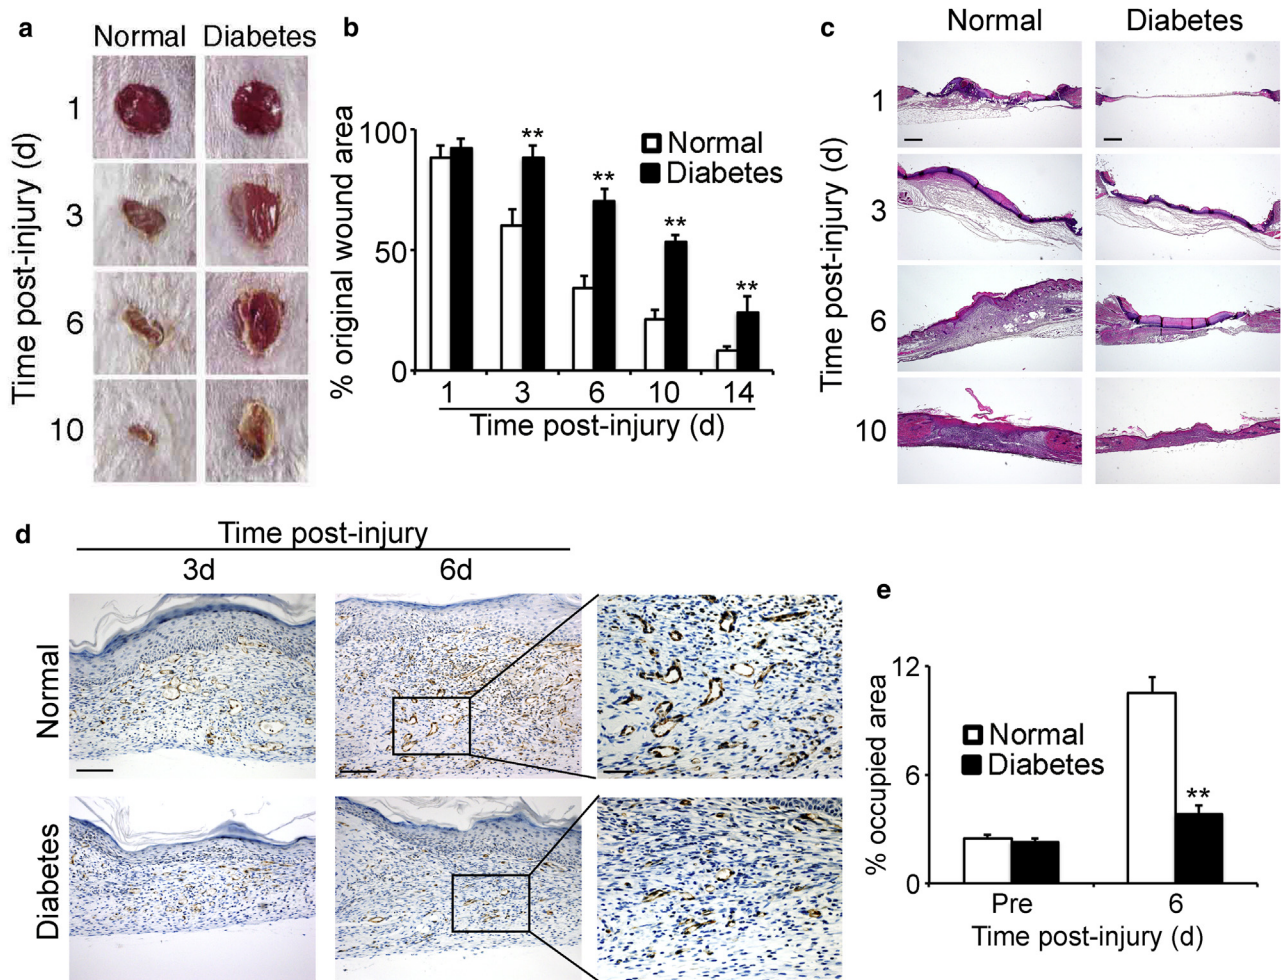 a
Normal Diabetes
Time post-injury (d)
1
3
6
10
b
% original wound area
100
50
0
** ** ** **
Normal
Diabetes
1 3 6 10 14
Time post-injury (d)
c
Normal Diabetes
Time post-injury (d)
1
3
6
10
d
Time post-injury
3d 6d
Normal
Diabetes
e
% occupied area
12
6
0
Normal
Diabetes
**
Pre 6
Time post-injury (d)